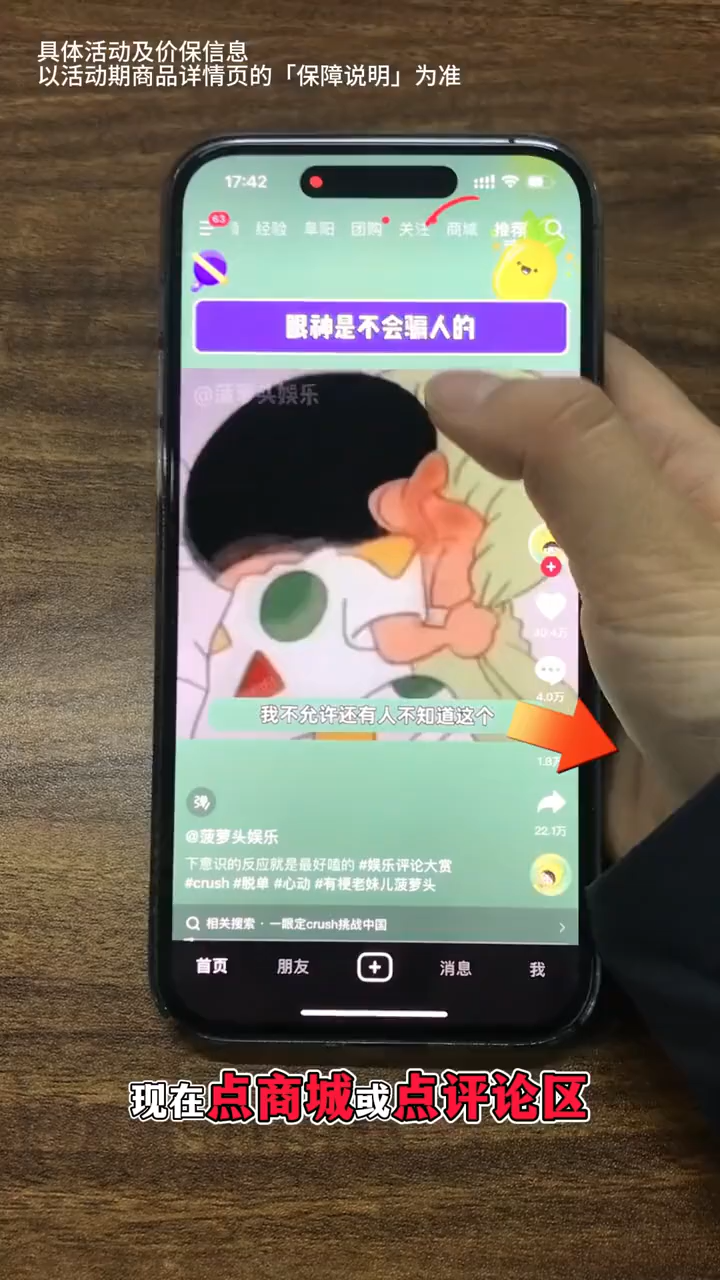 具体活动及价保信息
以活动期商品详情页的「保障说明」为准
17:42
63
经验 阜阳 团购 关注 商城 推荐
眼神是不会骗人的
@菠萝头娱乐
我不允许还有人不知道这个
4.0万
22.1万
@菠萝头娱乐
下意识的反应就是最好嗑的 #娱乐评论大赏
#crush #脱单 #心动 #有梗老妹儿菠萝头
相关搜索 · 一眼定crush挑战中国
首页 朋友 消息 我
现在点商城或点评论区